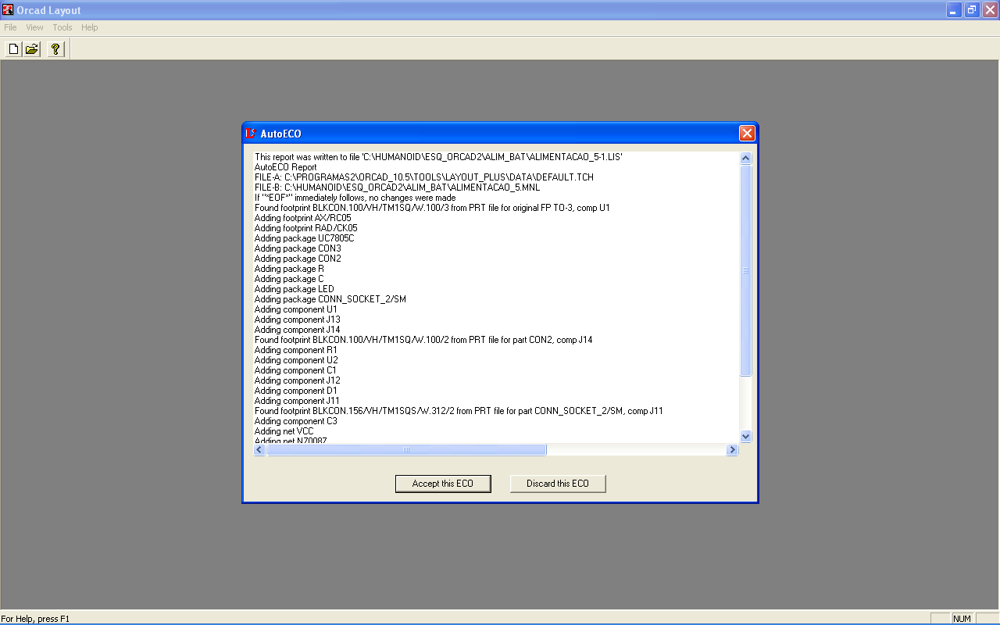 Orcad Layout
File View Tools Help
AutoECO
This report was written to file 'C:\HUMANOID\ESQ_ORCAD2\ALIM_BAT\ALIMENTACAO_5-1.LIS'
AutoECO Report
FILE-A: C:\PROGRAMAS2\ORCAD_10.5\TOOLS\LAYOUT_PLUS\DATA\DEFAULT.TCH
FILE-B: C:\HUMANOID\ESQ_ORCAD2\ALIM_BAT\ALIMENTACAO_5.MNL
If "*EOF*" immediately follows, no changes were made
Found footprint BLKCON.100/VH/TM1SQ/W.100/3 from PRT file for original FP TO-3, comp U1
Adding footprint AX/RC05
Adding footprint RAD/CK05
Adding package UC7805C
Adding package CON3
Adding package CON2
Adding package R
Adding package C
Adding package LED
Adding package CONN_SOCKET_2/SM
Adding component U1
Adding component J13
Adding component J14
Found footprint BLKCON.100/VH/TM1SQ/W.100/2 from PRT file for part CON2, comp J14
Adding component R1
Adding component U2
Adding component C1
Adding component J12
Adding component D1
Adding component J11
Found footprint BLKCON.156/VH/TM1SQS/W.312/2 from PRT file for part CONN_SOCKET_2/SM, comp J11
Adding component C3
Adding net VCC
Adding net N70087
Accept this ECO
Discard this ECO
For Help, press F1
NUM